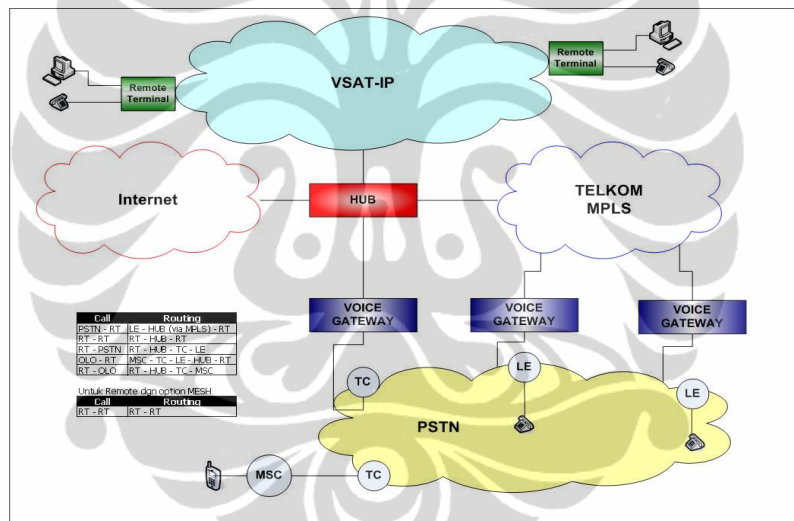 Remote
Terminal
VSAT-IP
Remote
Terminal
Internet
HUB
TELKOM
MPLS
VOICE
GATEWAY
VOICE
GATEWAY
VOICE
GATEWAY
Call Routing
PSTN - RT LE - HUB (via MPLS) - RT
RT - RT RT - HUB - RT
RT - PSTN RT - HUB - TC - LE
OLO - RT MSC - TC - LE - HUB - RT
RT - OLO RT - HUB - TC - MSC
Untuk Remote dgn option MESH
Call Routing
RT - RT RT - RT
TC
LE
LE
PSTN
MSC
TC